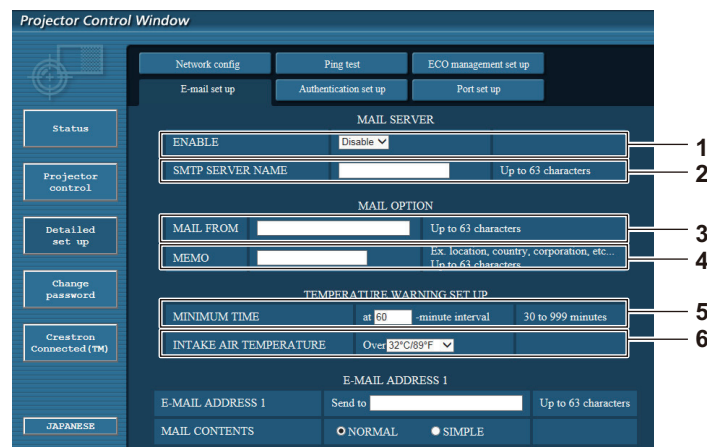 Projector Control Window
Network config Ping test ECO management set up
E-mail set up Authentication set up Port set up
Status
Projector control
Detailed set up
Change password
Crestron Connected(TM)
JAPANESE
MAIL SERVER
ENABLE Disable 1
SMTP SERVER NAME Up to 63 characters 2
MAIL OPTION
MAIL FROM Up to 63 characters 3
MEMO Ex. location, country, corporation, etc... 4
Up to 63 characters
TEMPERATURE WARNING SET UP
MINIMUM TIME at 60 -minute interval 30 to 999 minutes 5
INTAKE AIR TEMPERATURE Over 32°C/89°F 6
E-MAIL ADDRESS 1
E-MAIL ADDRESS 1 Send to Up to 63 characters
MAIL CONTENTS NORMAL SIMPLE